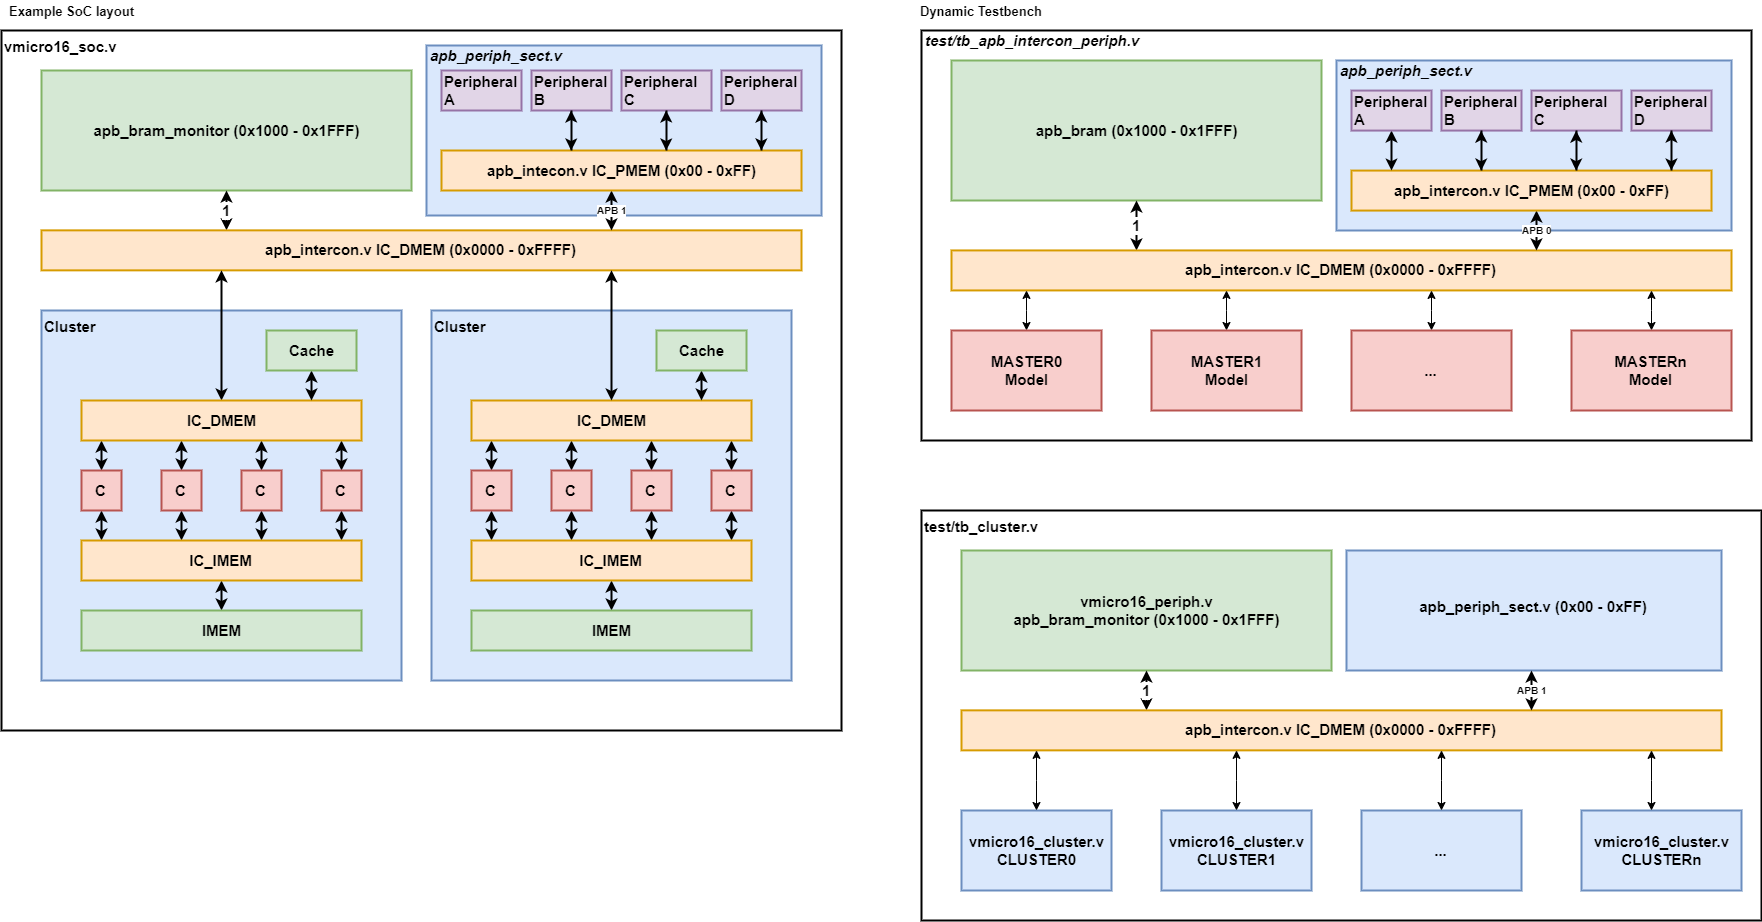 Example SoC layout
vmicro16_soc.v
apb_bram_monitor (0x1000 - 0x1FFF)
apb_periph_sect.v
Peripheral
A
Peripheral
B
Peripheral
C
Peripheral
D
apb_intecon.v IC_PMEM (0x00 - 0xFF)
1
APB 1
apb_intercon.v IC_DMEM (0x0000 - 0xFFFF)
Cluster
Cache
IC_DMEM
C
C
C
C
IC_IMEM
IMEM
Cluster
Cache
IC_DMEM
C
C
C
C
IC_IMEM
IMEM
Dynamic Testbench
test/tb_apb_intercon_periph.v
apb_bram (0x1000 - 0x1FFF)
apb_periph_sect.v
Peripheral
A
Peripheral
B
Peripheral
C
Peripheral
D
apb_intercon.v IC_PMEM (0x00 - 0xFF)
1
APB 0
apb_intercon.v IC_DMEM (0x0000 - 0xFFFF)
MASTER0
Model
MASTER1
Model
...
MASTERn
Model
test/tb_cluster.v
vmicro16_periph.v
apb_bram_monitor (0x1000 - 0x1FFF)
apb_periph_sect.v (0x00 - 0xFF)
1
APB 1
apb_intercon.v IC_DMEM (0x0000 - 0xFFFF)
vmicro16_cluster.v
CLUSTER0
vmicro16_cluster.v
CLUSTER1
...
vmicro16_cluster.v
CLUSTERn